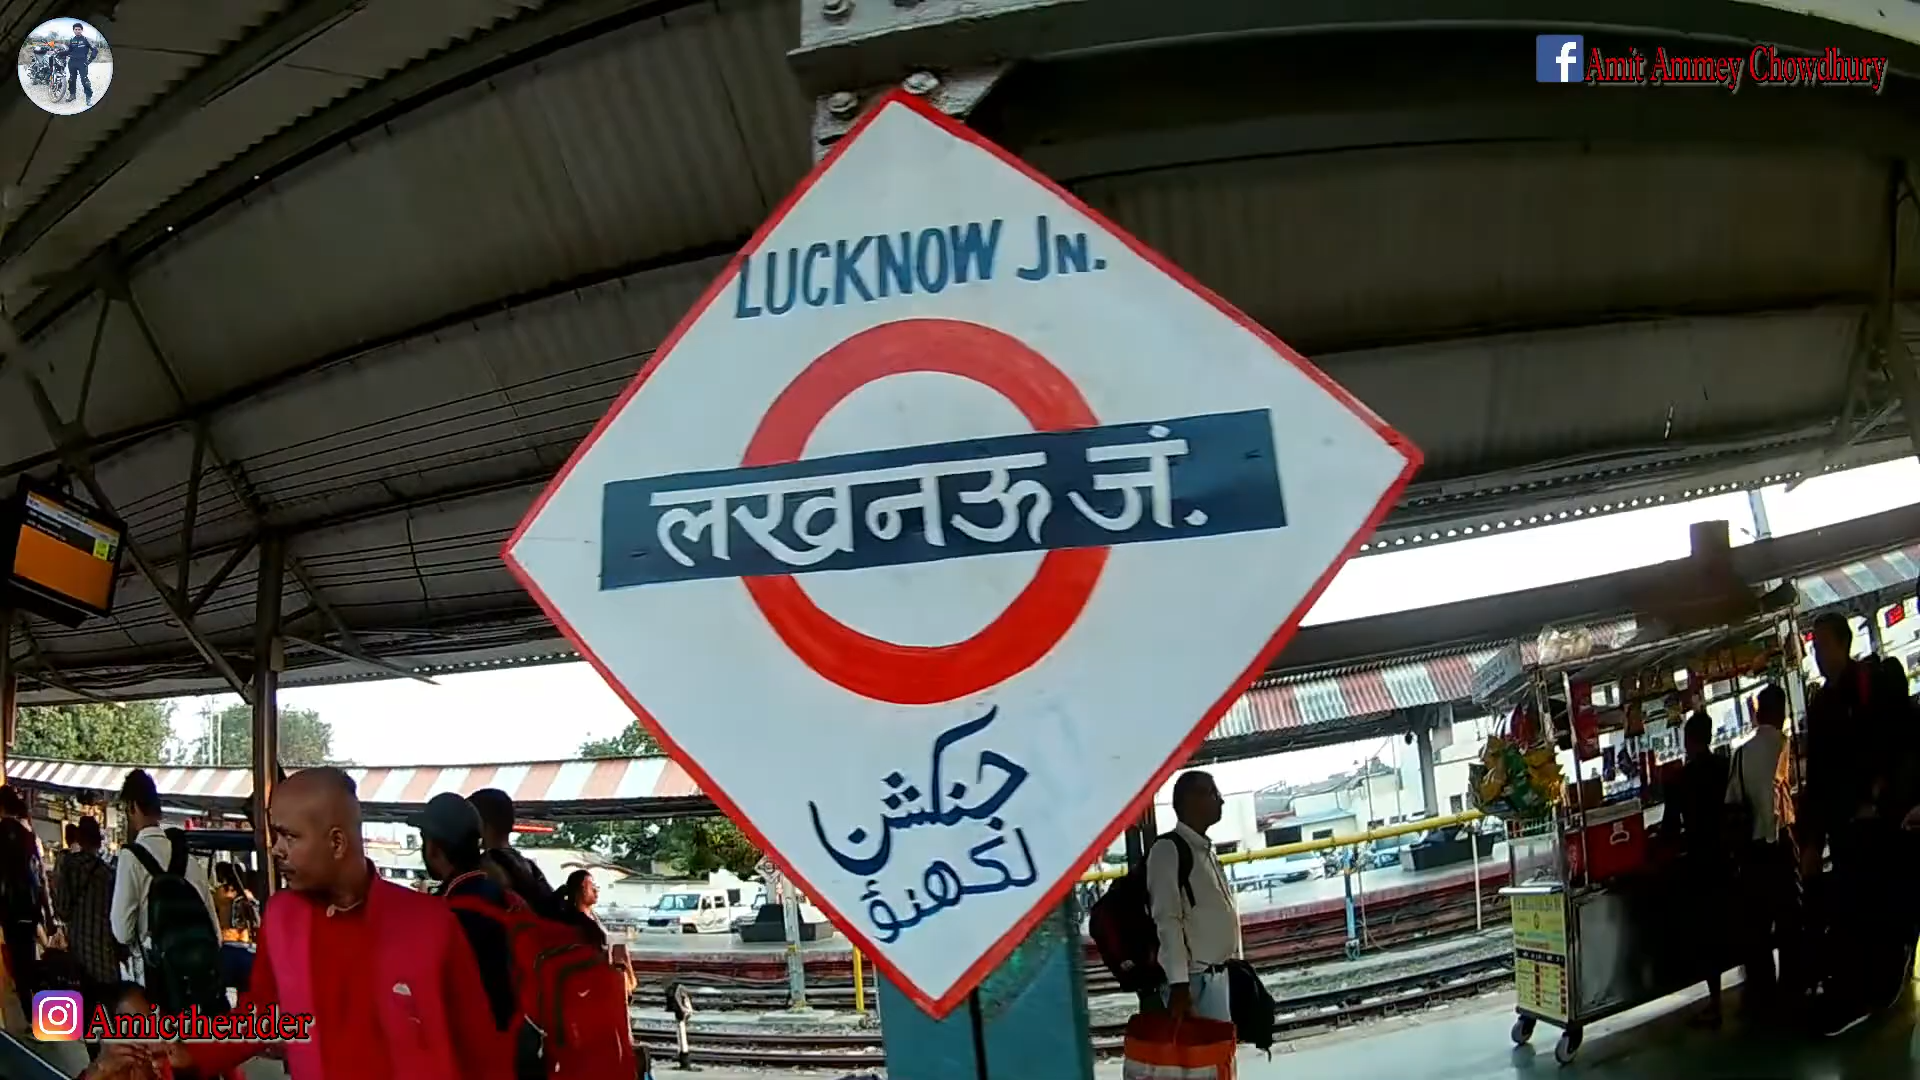 Amit Ammey Chowdhury
LUCKNOW JN.
लखनऊ जं.
جنکشن
لکھنؤ
Amictherider